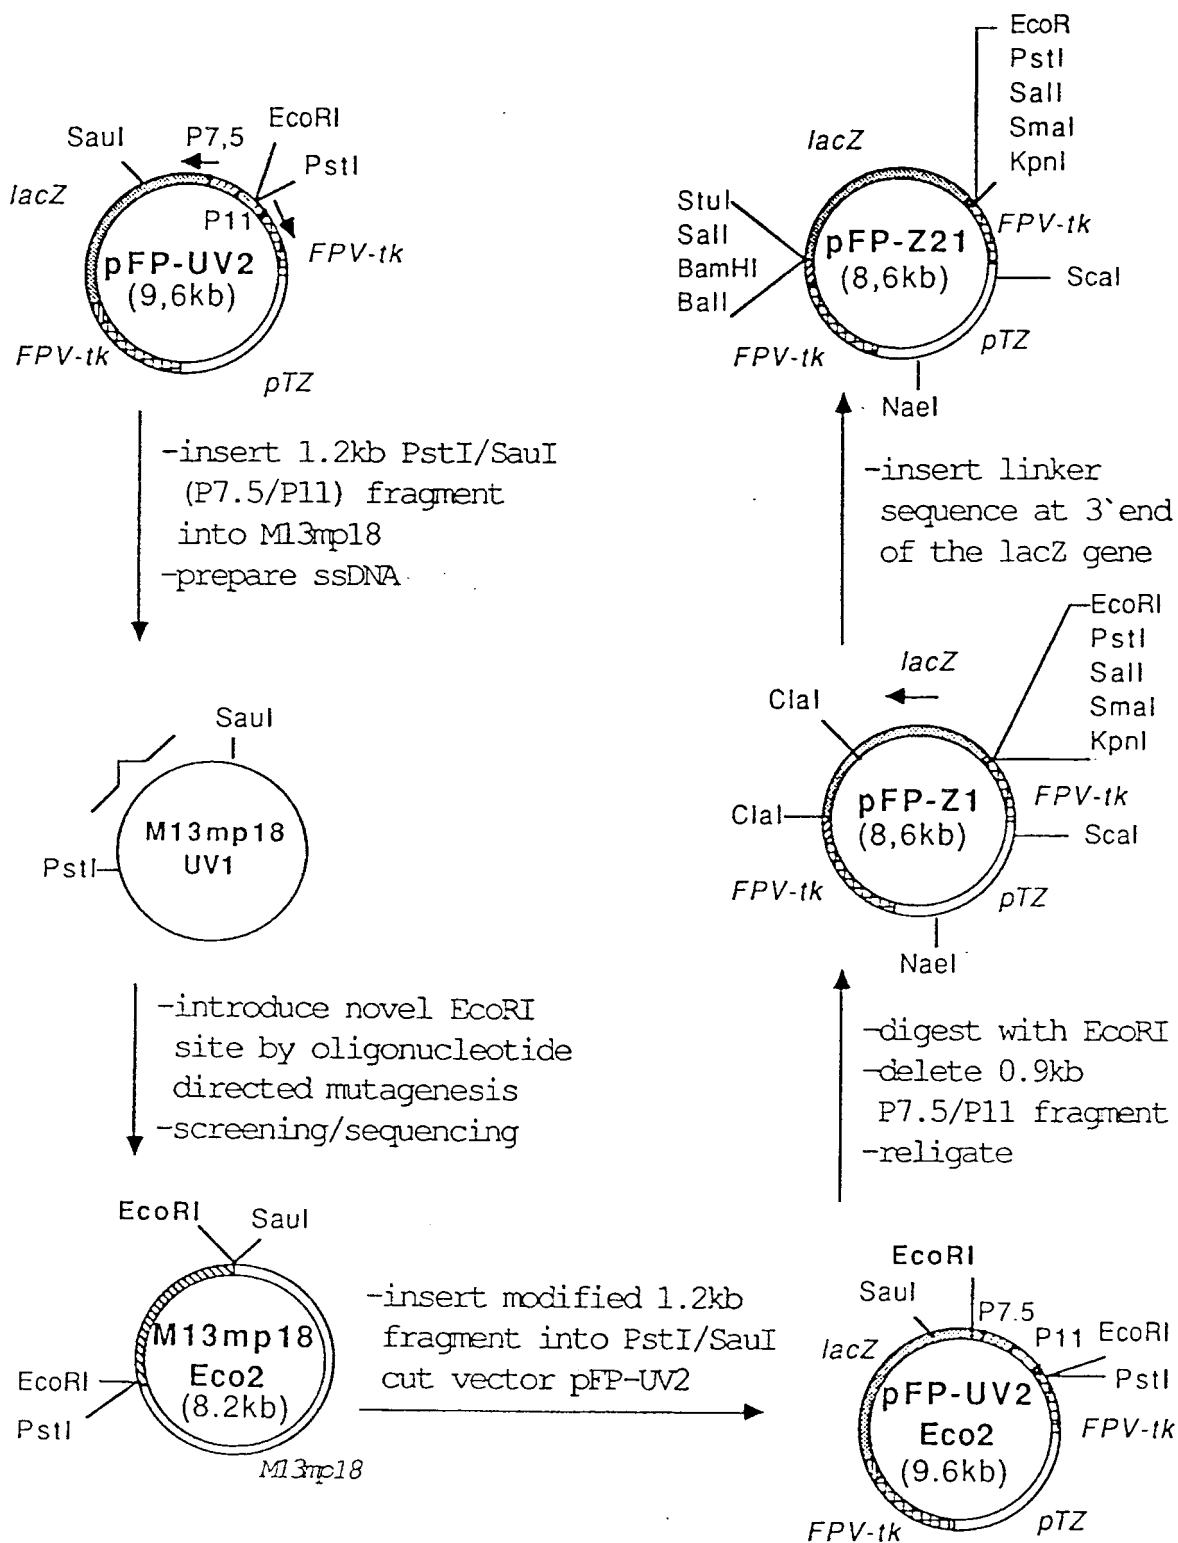 SauI
P7,5
EcoRI
PstI
lacZ
P11
pFP-UV2
(9,6kb)
FPV-tk
FPV-tk
pTZ
-insert 1.2kb PstI/SauI
(P7.5/P11) fragment
into M13mp18
-prepare ssDNA
SauI
M13mp18
UV1
PstI
-introduce novel EcoRI
site by oligonucleotide
directed mutagenesis
-screening/sequencing
EcoRI
SauI
M13mp18
Eco2
(8.2kb)
EcoRI
PstI
M13mp18
-insert modified 1.2kb
fragment into PstI/SauI
cut vector pFP-UV2
EcoRI
SauI
P7.5
P11
EcoRI
PstI
lacZ
pFP-UV2
Eco2
(9.6kb)
FPV-tk
FPV-tk
pTZ
-digest with EcoRI
-delete 0.9kb
P7.5/P11 fragment
-religate
EcoRI
PstI
SalI
SmaI
KpnI
lacZ
ClaI
ClaI
pFP-Z1
(8,6kb)
FPV-tk
ScaI
FPV-tk
pTZ
NaeI
-insert linker
sequence at 3`end
of the lacZ gene
EcoR
PstI
SalI
SmaI
KpnI
lacZ
StuI
SalI
BamHI
BalI
pFP-Z21
(8,6kb)
FPV-tk
ScaI
FPV-tk
pTZ
NaeI